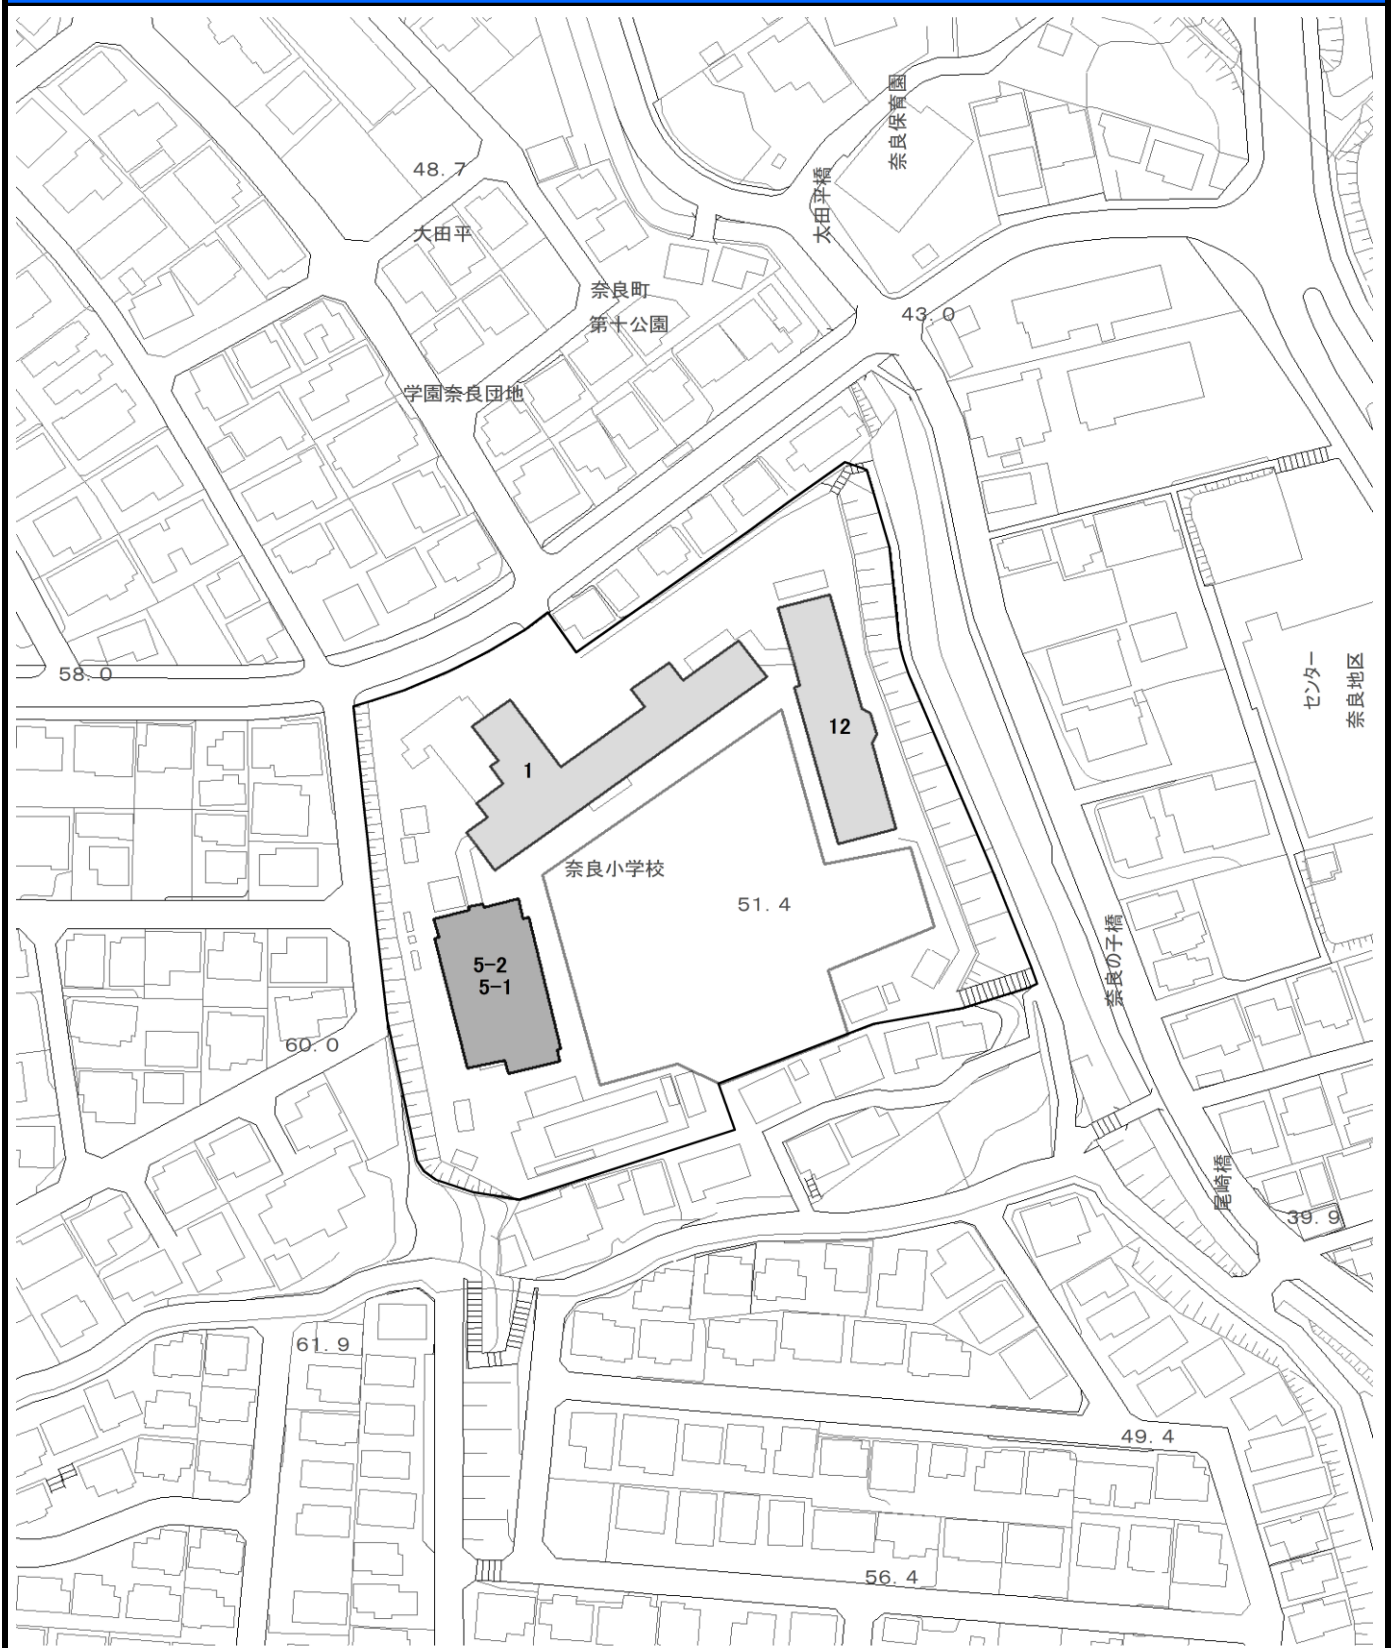 奈良保育園
48. 7
太田平橋
大田平
奈良町
第十公園
43. 0
学園奈良団地
58. 0
センター
奈良地区
12
1
奈良小学校
51. 4
奈良の子橋
5-2
5-1
60. 0
尾崎橋
39. 9
61. 9
49. 4
56. 4